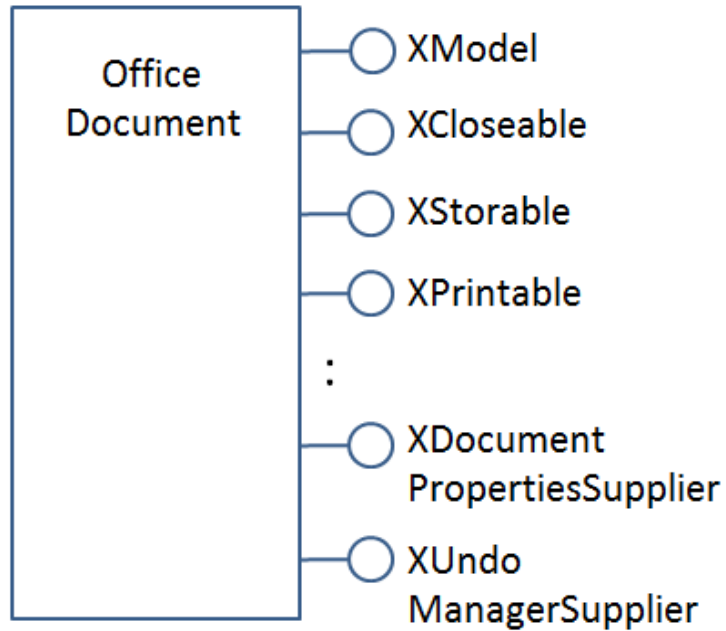 Office
Document
XModel
XCloseable
XStorable
XPrintable
:
XDocument
PropertiesSupplier
XUndo
ManagerSupplier